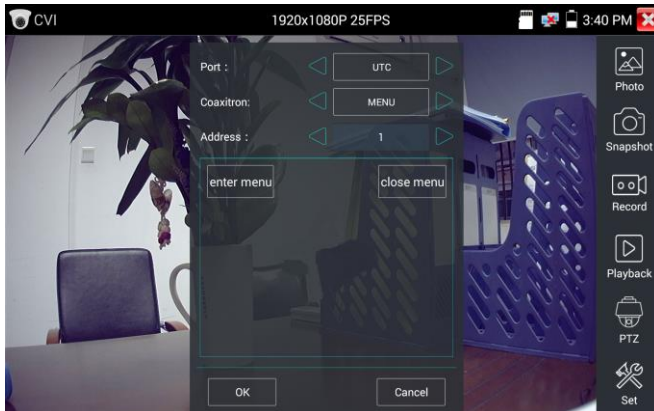 CVI 1920x1080P 25FPS 3:40 PM
Port : UTC
Coaxitron: MENU
Address : 1
enter menu close menu
OK Cancel
Photo
Snapshot
Record
Playback
PTZ
Set